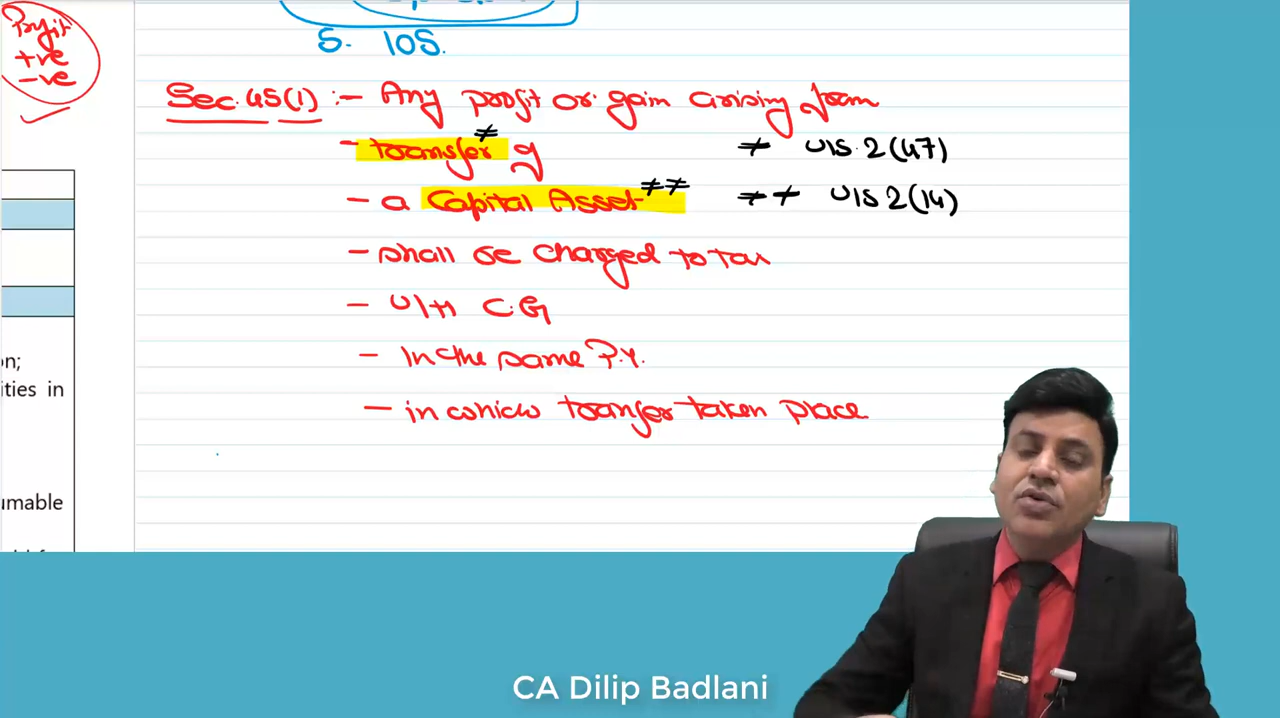 Profit
+ve
-ve
5. 105.
Sec. 45(1) :- Any profit or gain arising from
- transfer* of * U/S. 2(47)
- a Capital Asset** ** U/S 2(14)
- shall be charged to tax
- U/H C.G
- In the same P.Y.
- in which transfer taken place
on;
ities in
umable
CA Dilip Badlani